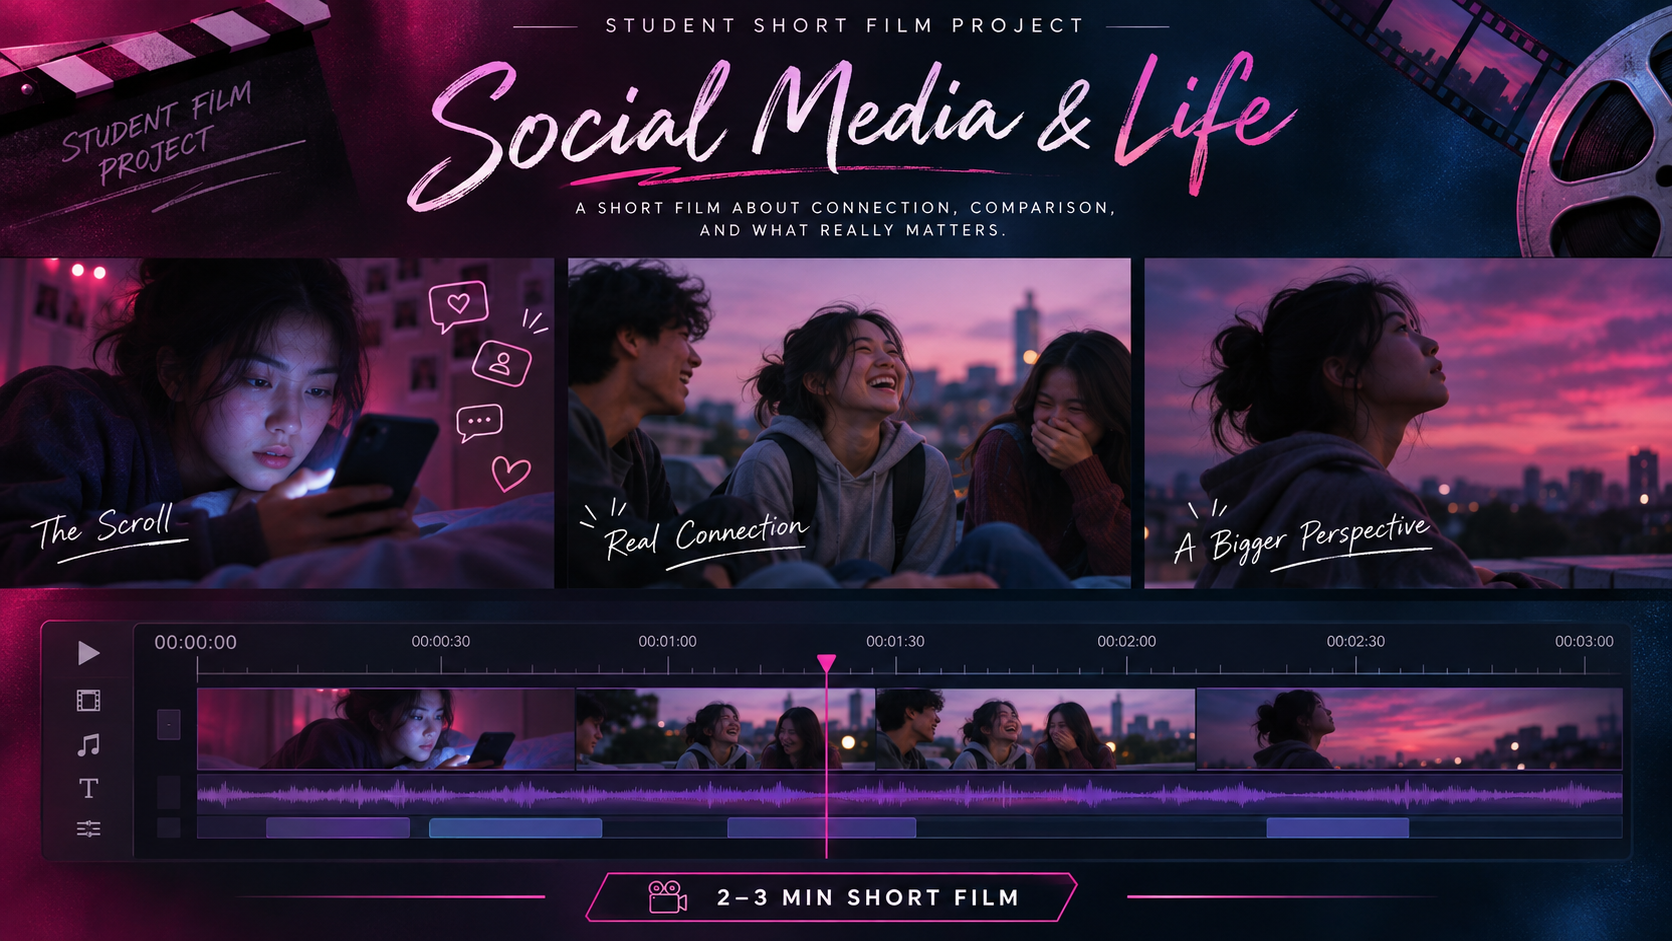 STUDENT SHORT FILM PROJECT
STUDENT FILM
PROJECT
Social Media & Life
A SHORT FILM ABOUT CONNECTION, COMPARISON,
AND WHAT REALLY MATTERS.
The Scroll
Real Connection
A Bigger Perspective
00:00:00 00:00:30 00:01:00 00:01:30 00:02:00 00:02:30 00:03:00
T
2–3 MIN SHORT FILM